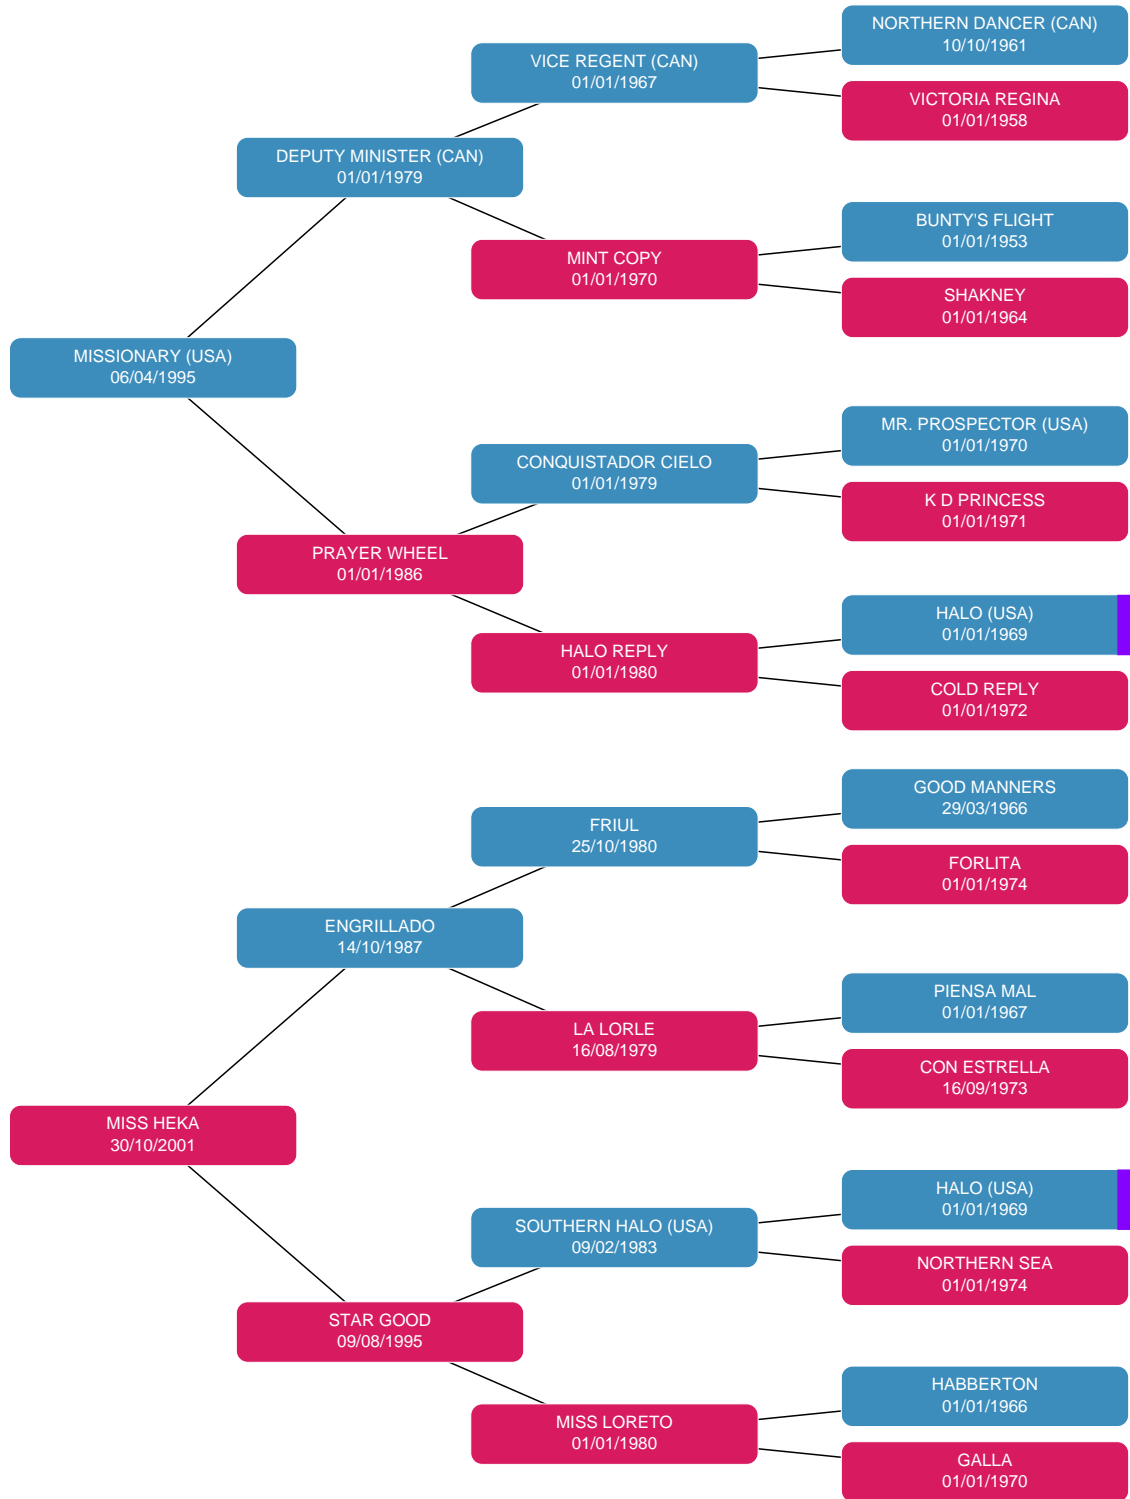 NORTHERN DANCER (CAN)
10/10/1961
VICE REGENT (CAN)
01/01/1967
VICTORIA REGINA
01/01/1958
DEPUTY MINISTER (CAN)
01/01/1979
BUNTY'S FLIGHT
01/01/1953
MINT COPY
01/01/1970
SHAKNEY
01/01/1964
MISSIONARY (USA)
06/04/1995
MR. PROSPECTOR (USA)
01/01/1970
CONQUISTADOR CIELO
01/01/1979
K D PRINCESS
01/01/1971
PRAYER WHEEL
01/01/1986
HALO (USA)
01/01/1969
HALO REPLY
01/01/1980
COLD REPLY
01/01/1972
GOOD MANNERS
29/03/1966
FRIUL
25/10/1980
FORLITA
01/01/1974
ENGRILLADO
14/10/1987
PIENSA MAL
01/01/1967
LA LORLE
16/08/1979
CON ESTRELLA
16/09/1973
MISS HEKA
30/10/2001
HALO (USA)
01/01/1969
SOUTHERN HALO (USA)
09/02/1983
NORTHERN SEA
01/01/1974
STAR GOOD
09/08/1995
HABBERTON
01/01/1966
MISS LORETO
01/01/1980
GALLA
01/01/1970